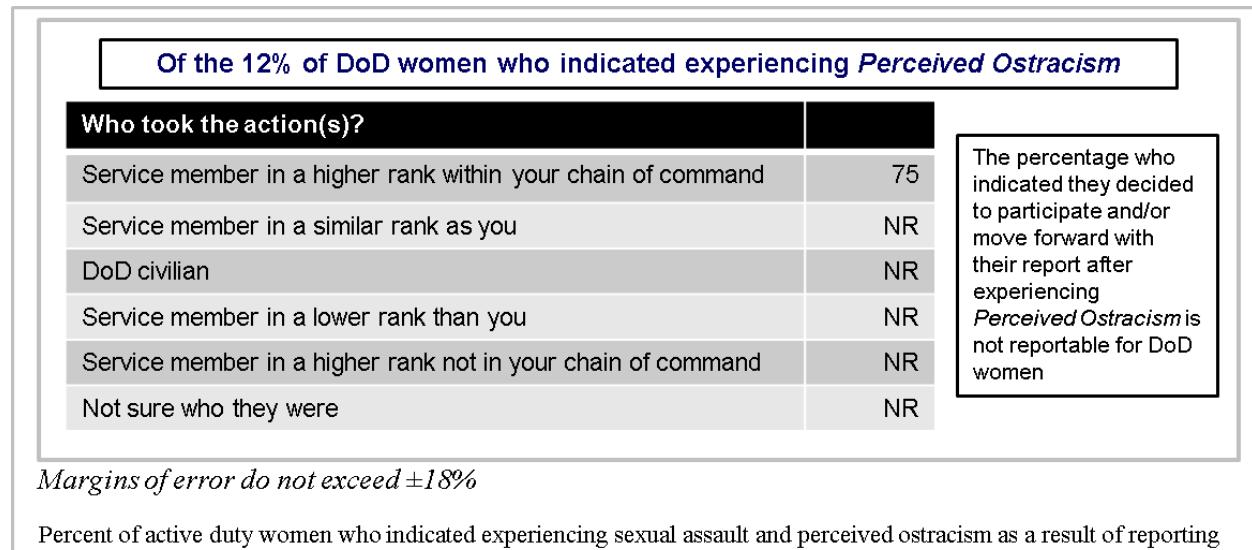 Of the 12% of DoD women who indicated experiencing Perceived Ostracism
Who took the action(s)?
Service member in a higher rank within your chain of command 75
Service member in a similar rank as you NR
DoD civilian NR
Service member in a lower rank than you NR
Service member in a higher rank not in your chain of command NR
Not sure who they were NR
The percentage who
indicated they decided
to participate and/or
move forward with
their report after
experiencing
Perceived Ostracism is
not reportable for DoD
women
Margins of error do not exceed ±18%
Percent of active duty women who indicated experiencing sexual assault and perceived ostracism as a result of reporting